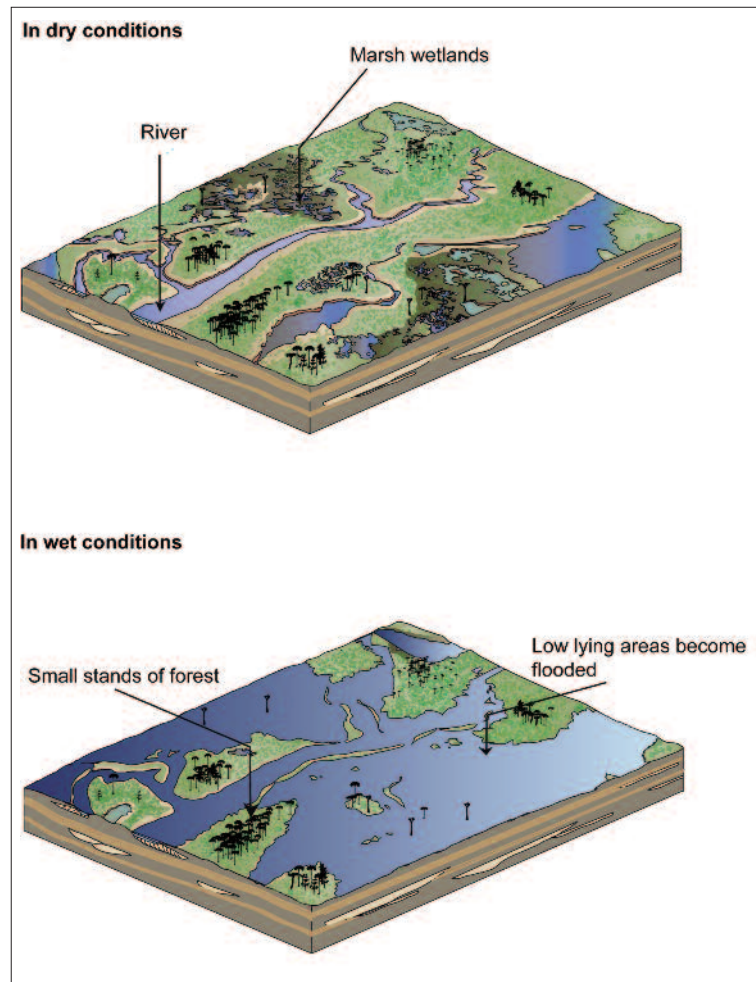 In dry conditions
Marsh wetlands
River
In wet conditions
Low lying areas become
flooded
Small stands of forest